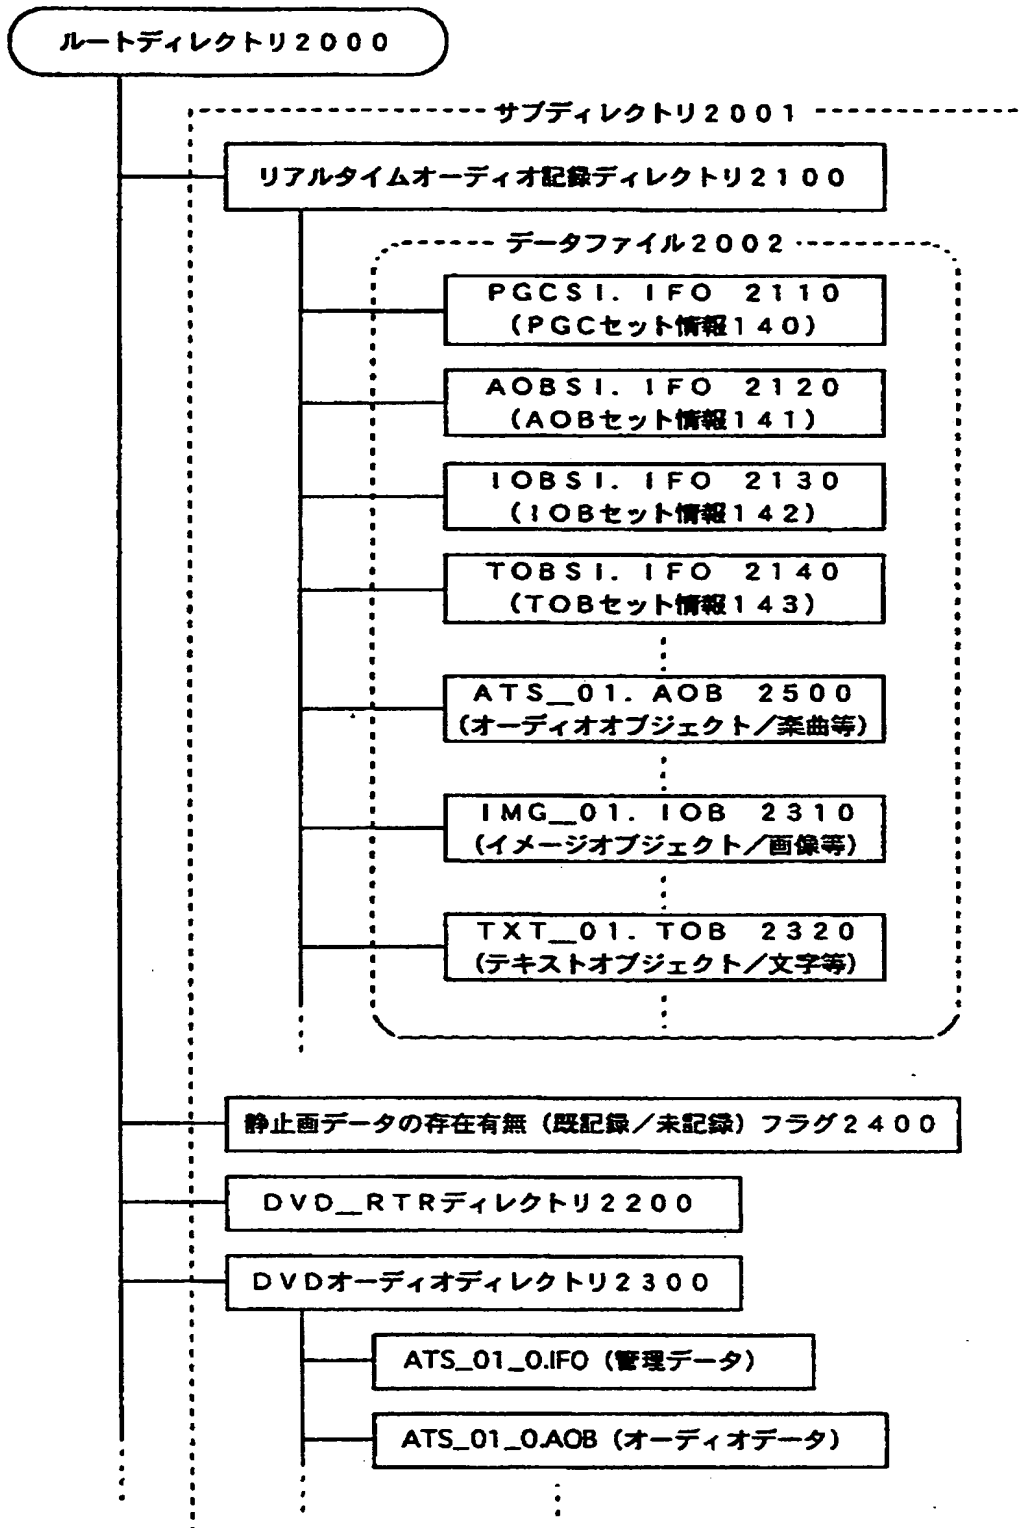 ルートディレクトリ2000
サブディレクトリ2001
リアルタイムオーディオ記録ディレクトリ2100
データファイル2002
PGCSI. IFO 2110
(PGCセット情報140)
AOBSI. IFO 2120
(AOBセット情報141)
IOBSI. IFO 2130
(IOBセット情報142)
TOBSI. IFO 2140
(TOBセット情報143)
ATS_01. AOB 2500
(オーディオオブジェクト/楽曲等)
IMG_01. IOB 2310
(イメージオブジェクト/画像等)
TXT_01. TOB 2320
(テキストオブジェクト/文字等)
静止画データの存在有無(既記録/未記録)フラグ2400
DVD_RTRディレクトリ2200
DVDオーディオディレクトリ2300
ATS_01_0.IFO(管理データ)
ATS_01_0.AOB(オーディオデータ)